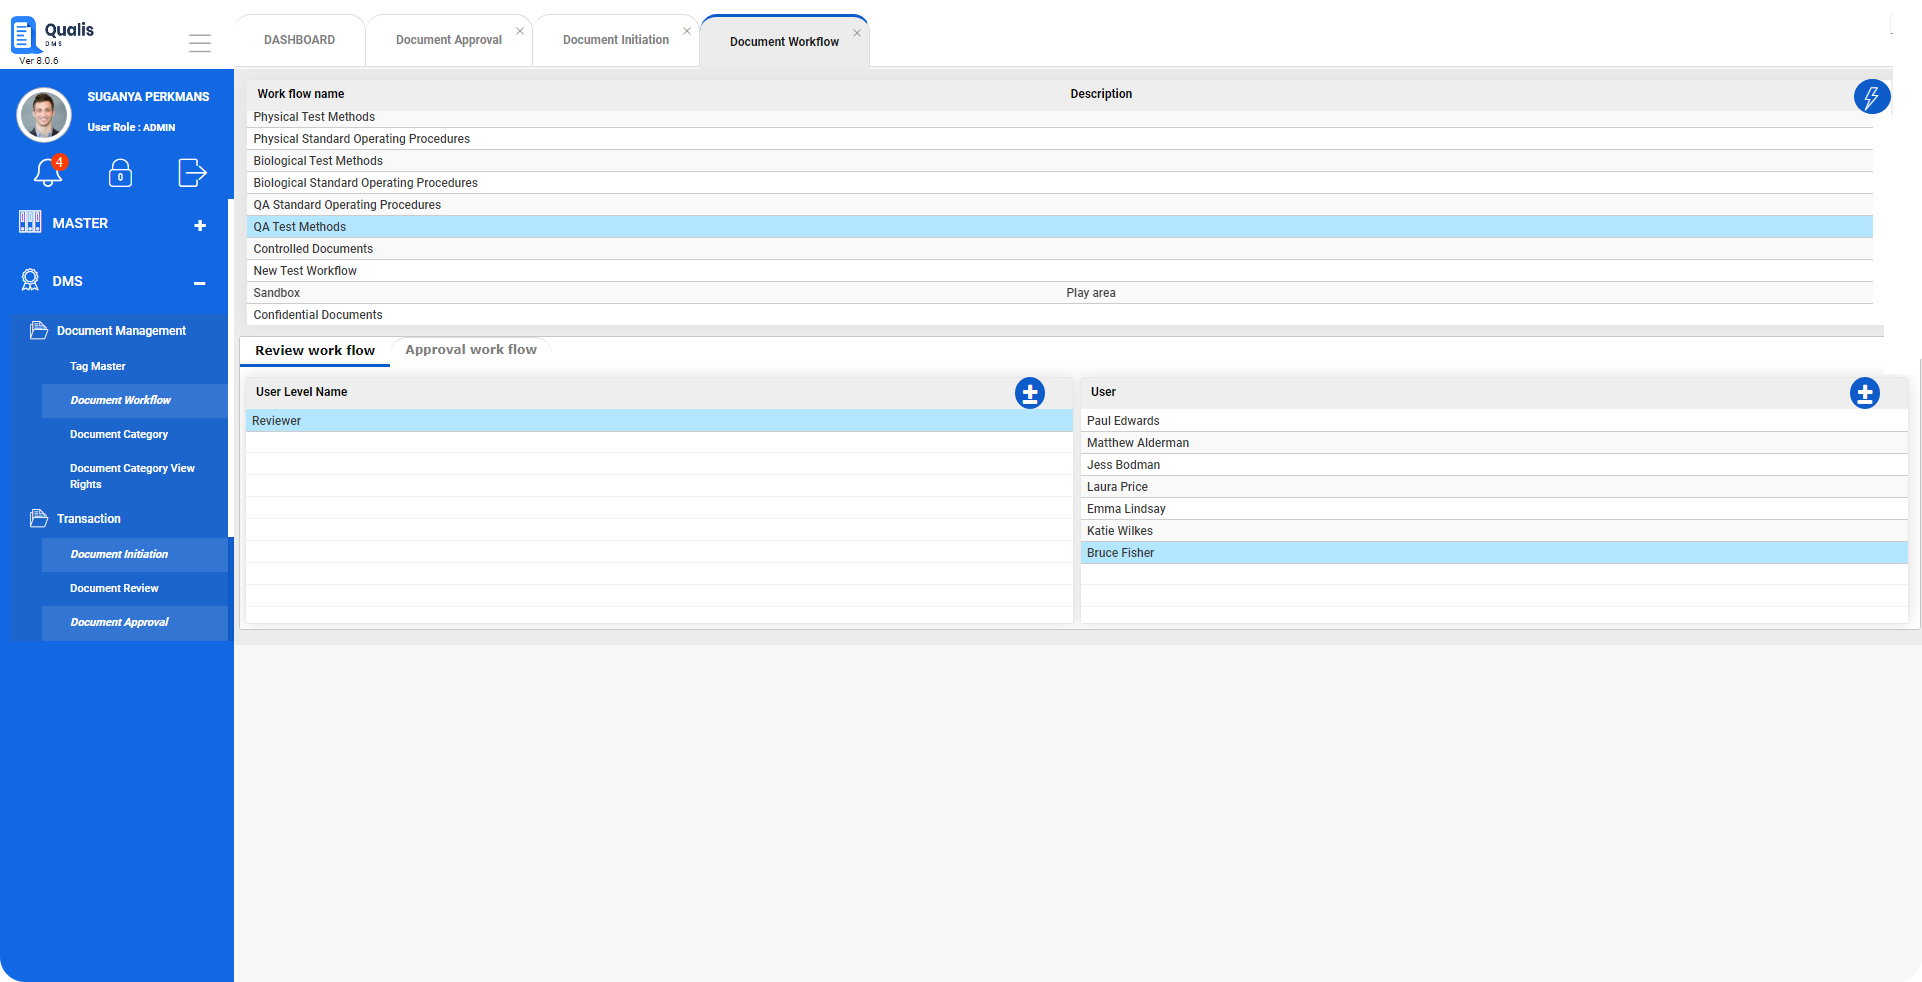 Qualis
DMS
Ver 8.0.6
DASHBOARD
Document Approval
Document Initiation
Document Workflow
SUGANYA PERKMANS
User Role : ADMIN
4
0
MASTER
DMS
Document Management
Tag Master
Document Workflow
Document Category
Document Category View
Rights
Transaction
Document Initiation
Document Review
Document Approval
Work flow name
Description
Physical Test Methods
Physical Standard Operating Procedures
Biological Test Methods
Biological Standard Operating Procedures
QA Standard Operating Procedures
QA Test Methods
Controlled Documents
New Test Workflow
Sandbox
Play area
Confidential Documents
Review work flow
Approval work flow
User Level Name
Reviewer
User
Paul Edwards
Matthew Alderman
Jess Bodman
Laura Price
Emma Lindsay
Katie Wilkes
Bruce Fisher